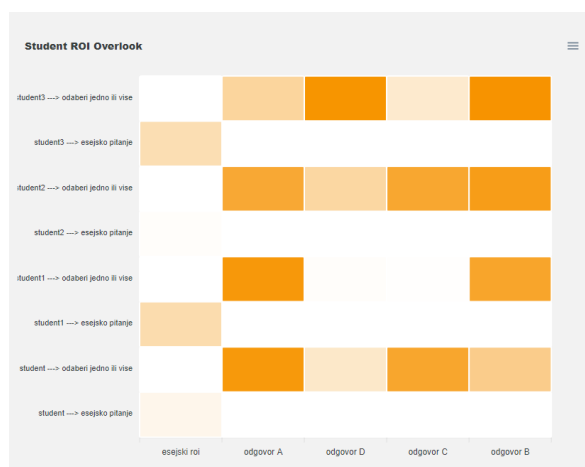 Student ROI Overlook
student3 ---> odaberi jedno ili vise
student3 ---> esejsko pitanje
student2 ---> odaberi jedno ili vise
student2 ---> esejsko pitanje
student1 ---> odaberi jedno ili vise
student1 ---> esejsko pitanje
student ---> odaberi jedno ili vise
student ---> esejsko pitanje
esejski roi odgovor A odgovor D odgovor C odgovor B